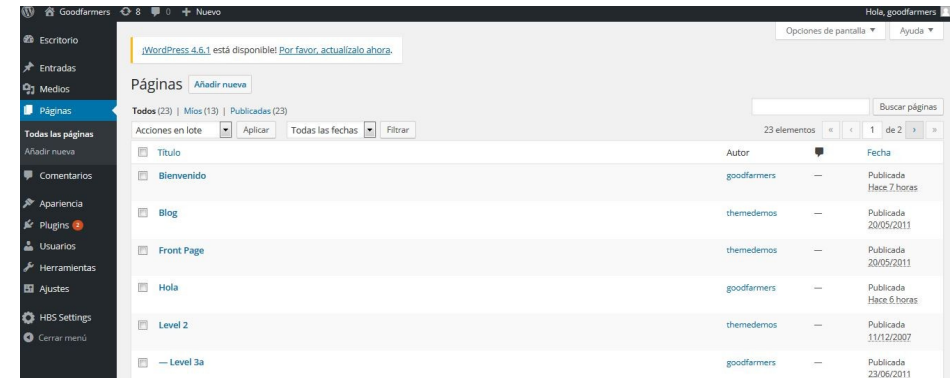 Goodfarmers 8 0 + Nuevo Hola, goodfarmers
Opciones de pantalla ▼ Ayuda ▼
Escritorio
Entradas
Medios
Páginas
Todas las páginas
Añadir nueva
Comentarios
Apariencia
Plugins 2
Usuarios
Herramientas
Ajustes
HBS Settings
Cerrar menú
¡WordPress 4.6.1 está disponible! Por favor, actualízalo ahora.
Páginas Añadir nueva
Todos (23) | Míos (13) | Publicadas (23)
Buscar páginas
Acciones en lote Aplicar Todas las fechas Filtrar 23 elementos « ‹ 1 de 2 › »
Título Autor Fecha
Bienvenido goodfarmers — Publicada
Hace 7 horas
Blog themedemos — Publicada
20/05/2011
Front Page themedemos — Publicada
20/05/2011
Hola goodfarmers — Publicada
Hace 6 horas
Level 2 themedemos — Publicada
11/12/2007
— Level 3a goodfarmers — Publicada
23/06/2011